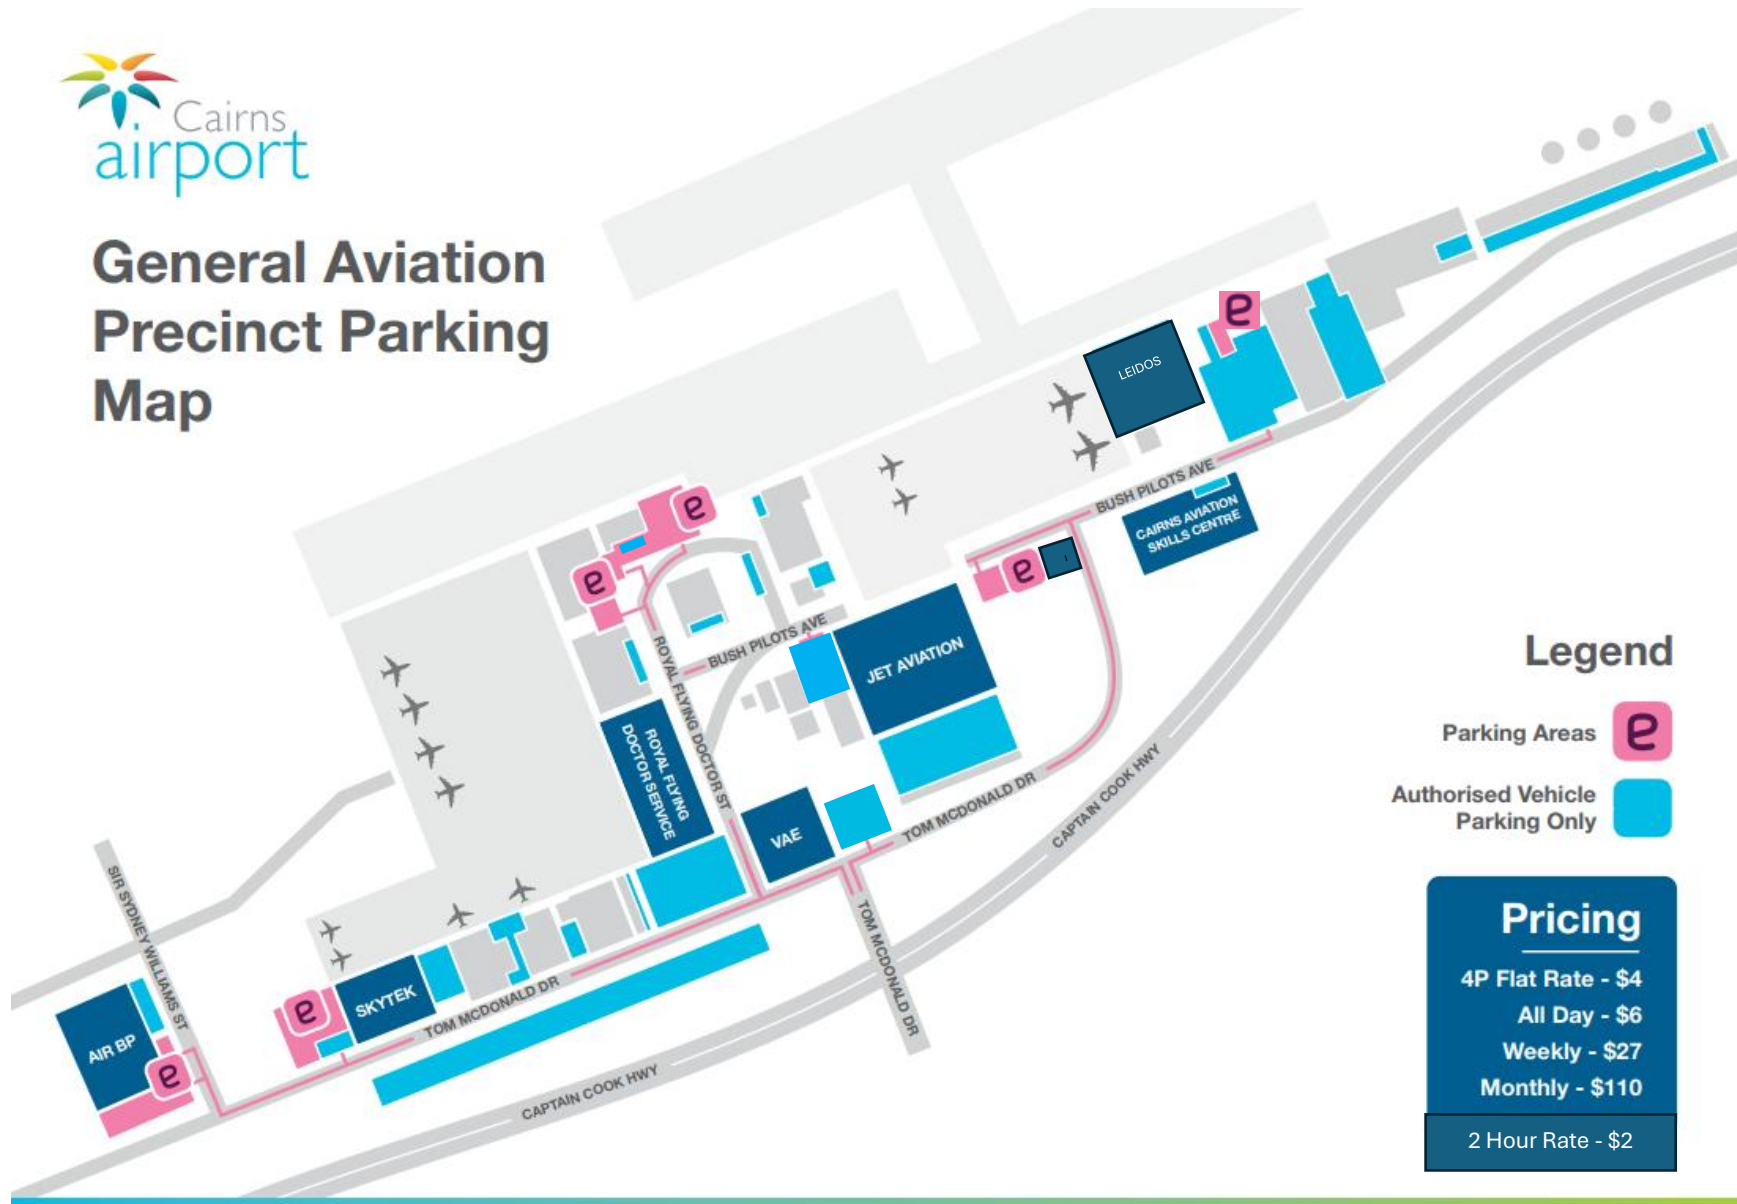 Cairns
airport
General Aviation
Precinct Parking
Map
LEIDOS
BUSH PILOTS AVE
CAIRNS AVIATION
SKILLS CENTRE
e
e
e
e
I
BUSH PILOTS AVE
JET AVIATION
ROYAL FLYING DOCTOR ST
ROYAL FLYING
DOCTOR SERVICE
VAE
TOM MCDONALD DR
CAPTAIN COOK HWY
SIR SYDNEY WILLIAMS ST
SKYTEK
e
TOM MCDONALD DR
TOM MCDONALD DR
AIR BP
e
CAPTAIN COOK HWY
Legend
Parking Areas
e
Authorised Vehicle
Parking Only
Pricing
4P Flat Rate - $4
All Day - $6
Weekly - $27
Monthly - $110
2 Hour Rate - $2